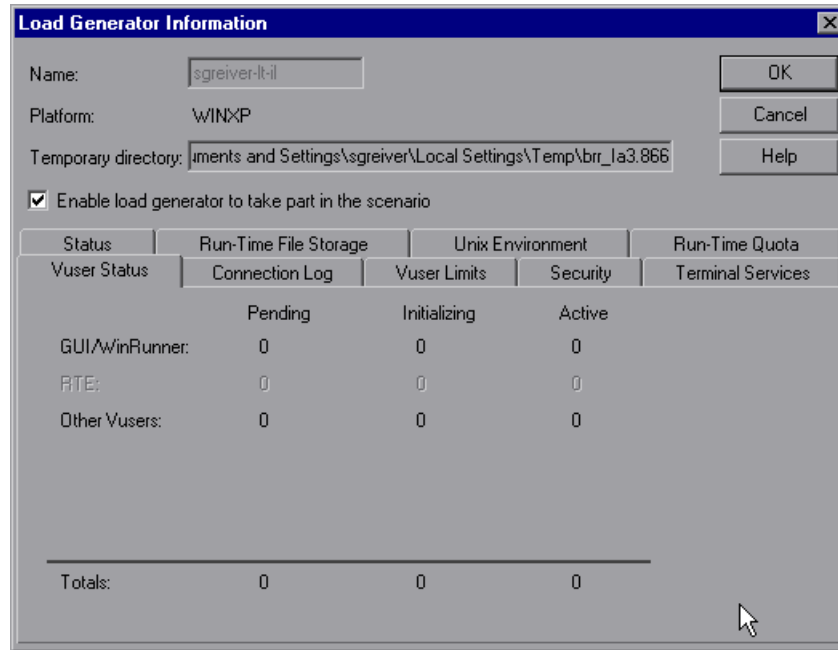 Load Generator Information
Name: sgreiver-lt-il OK
Platform: WINXP Cancel
Temporary directory: uments and Settings\sgreiver\Local Settings\Temp\brr_Ia3.866 Help
Enable load generator to take part in the scenario
Status Run-Time File Storage Unix Environment Run-Time Quota
Vuser Status Connection Log Vuser Limits Security Terminal Services
Pending Initializing Active
GUI/WinRunner: 0 0 0
RTE: 0 0 0
Other Vusers: 0 0 0
Totals: 0 0 0